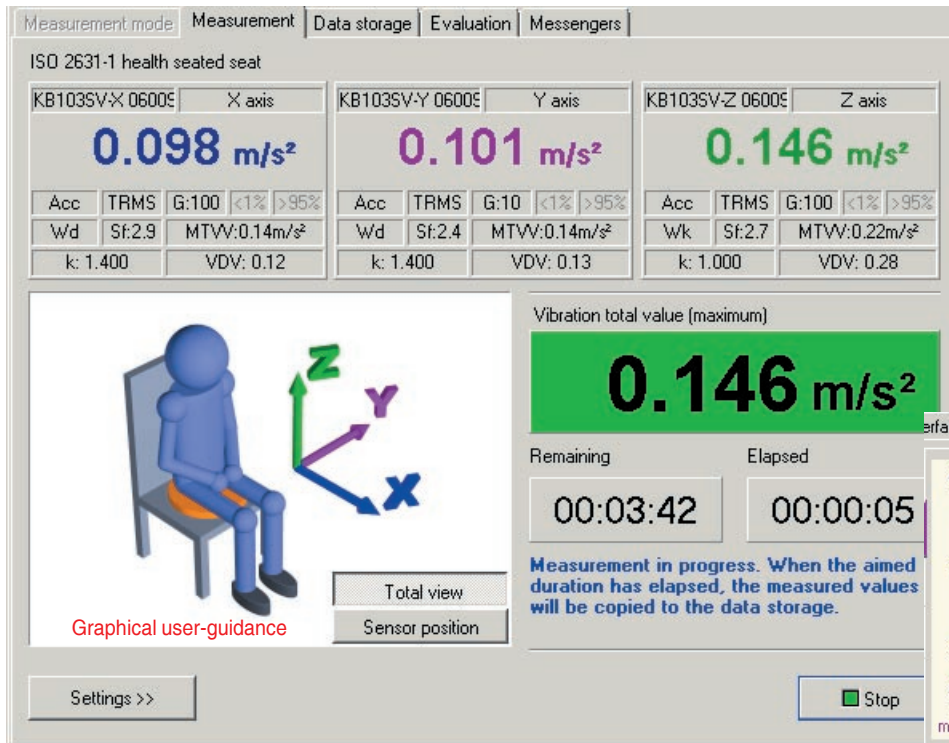 Measurement mode Measurement Data storage Evaluation Messengers
ISO 2631-1 health seated seat
KB103SV-X 0600 X axis KB103SV-Y 0600 Y axis KB103SV-Z 0600 Z axis
0.098 m/s² 0.101 m/s² 0.146 m/s²
Acc TRMS G:100 <1% >95% Acc TRMS G:10 <1% >95% Acc TRMS G:100 <1% >95%
Wd Sf:2.9 MTVV:0.14m/s² Wd Sf:2.4 MTVV:0.14m/s² Wk Sf:2.7 MTVV:0.22m/s²
k: 1.400 VDV: 0.12 k: 1.400 VDV: 0.13 k: 1.000 VDV: 0.28
Vibration total value (maximum)
0.146 m/s²
Z
Y
X
Remaining Elapsed
00:03:42 00:00:05
Measurement in progress. When the aimed
duration has elapsed, the measured values
will be copied to the data storage.
Total view
Graphical user-guidance
Sensor position
Settings >>
Stop